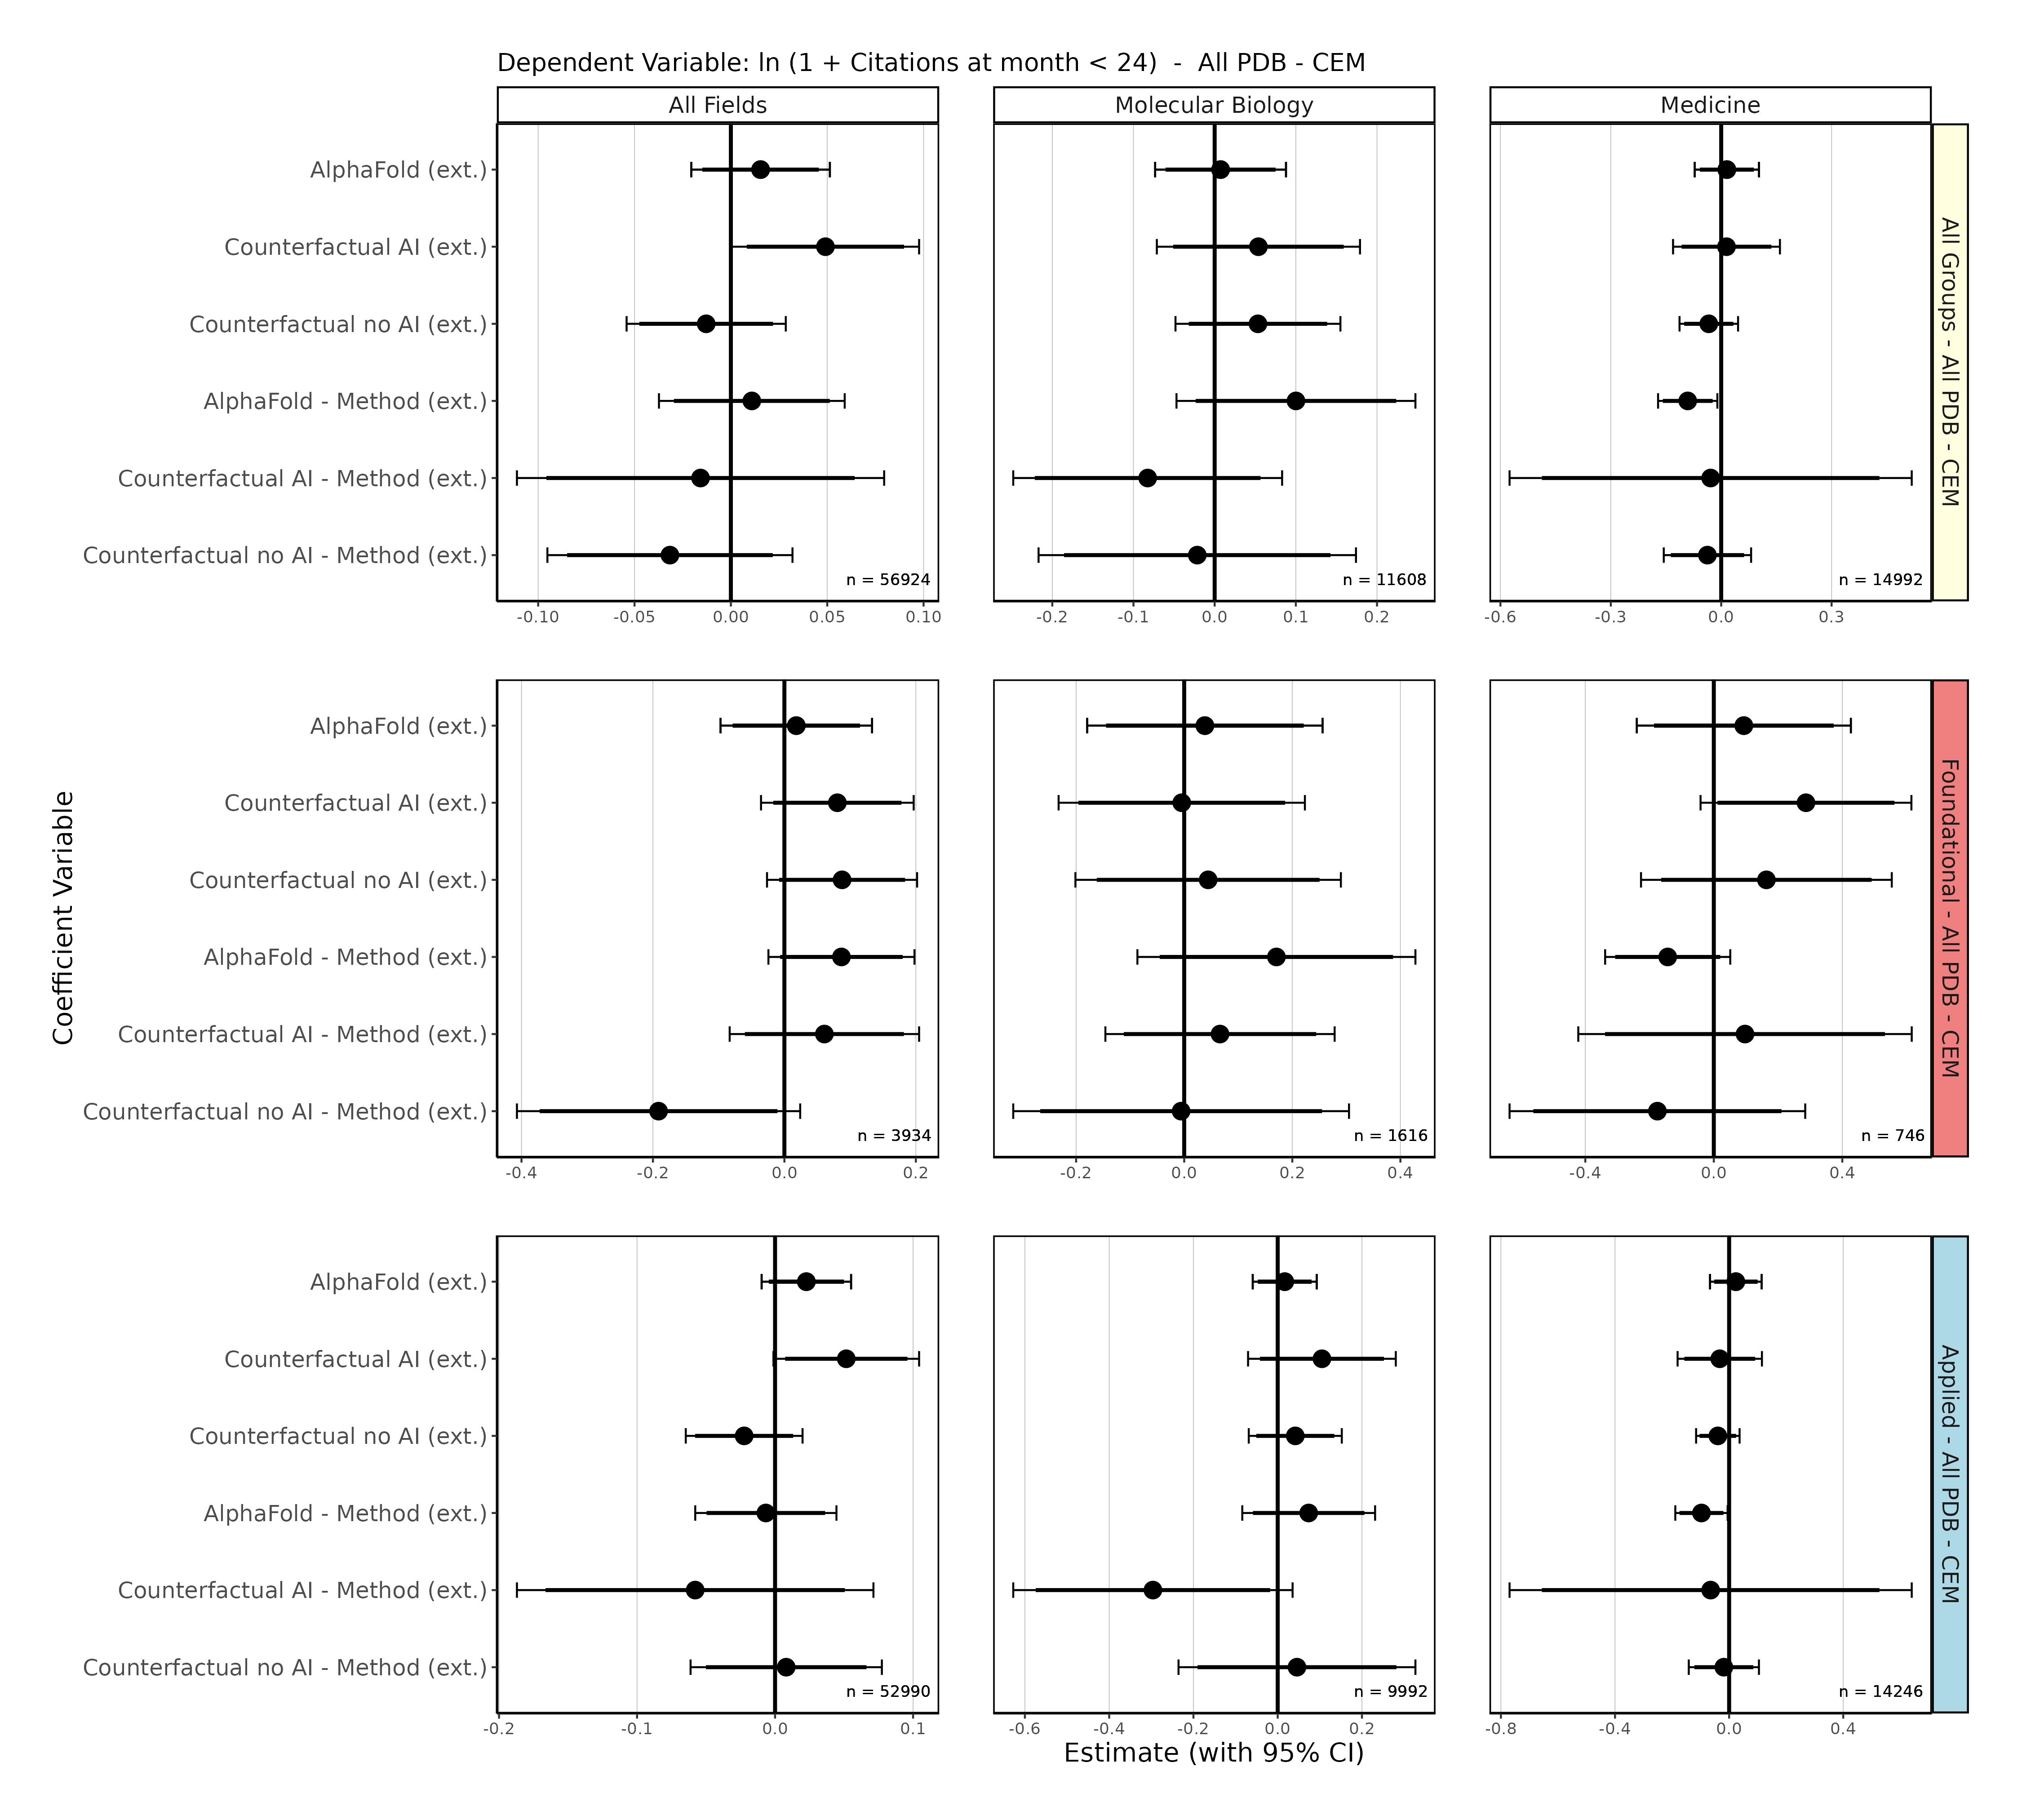 Dependent Variable: ln (1 + Citations at month < 24)  -  All PDB - CEM
All Fields
Molecular Biology
Medicine
AlphaFold (ext.)
Counterfactual AI (ext.)
Counterfactual no AI (ext.)
AlphaFold - Method (ext.)
Counterfactual AI - Method (ext.)
Counterfactual no AI - Method (ext.)
n = 56924
n = 11608
n = 14992
All Groups - All PDB - CEM
-0.10 -0.05 0.00 0.05 0.10
-0.2 -0.1 0.0 0.1 0.2
-0.6 -0.3 0.0 0.3
Coefficient Variable
AlphaFold (ext.)
Counterfactual AI (ext.)
Counterfactual no AI (ext.)
AlphaFold - Method (ext.)
Counterfactual AI - Method (ext.)
Counterfactual no AI - Method (ext.)
n = 3934
n = 1616
n = 746
Foundational - All PDB - CEM
-0.4 -0.2 0.0 0.2
-0.2 0.0 0.2 0.4
-0.4 0.0 0.4
AlphaFold (ext.)
Counterfactual AI (ext.)
Counterfactual no AI (ext.)
AlphaFold - Method (ext.)
Counterfactual AI - Method (ext.)
Counterfactual no AI - Method (ext.)
n = 52990
n = 9992
n = 14246
Applied - All PDB - CEM
-0.2 -0.1 0.0 0.1
-0.6 -0.4 -0.2 0.0 0.2
-0.8 -0.4 0.0 0.4
Estimate (with 95% CI)